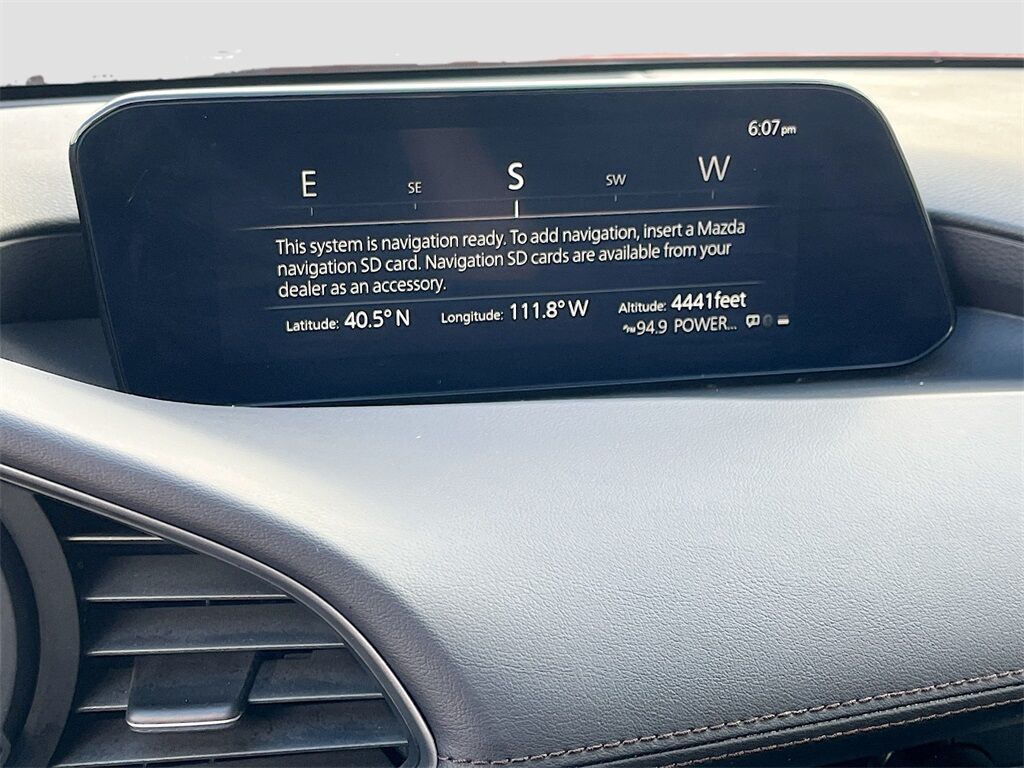 6:07pm
E SE S SW W
This system is navigation ready. To add navigation, insert a Mazda
navigation SD card. Navigation SD cards are available from your
dealer as an accessory.
Latitude: 40.5° N Longitude: 111.8° W Altitude: 4441feet
94.9 POWER...